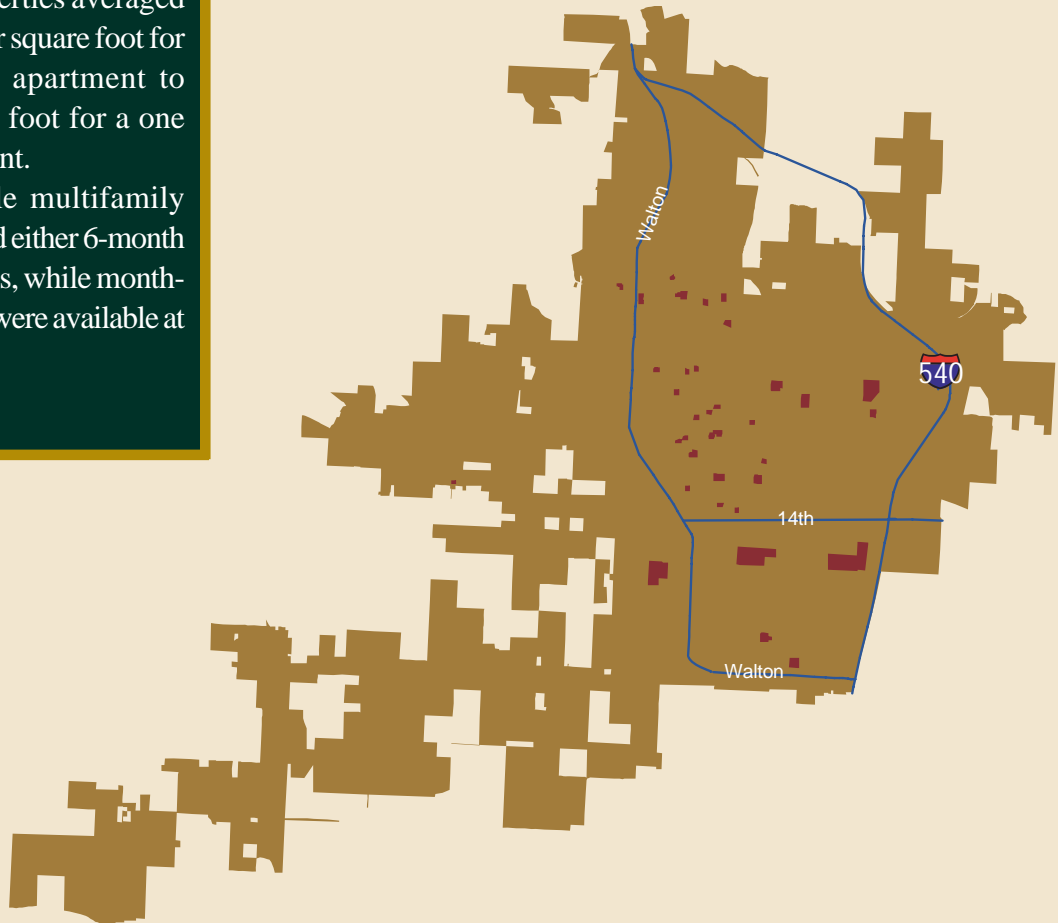 averaged
square foot for
apartment to
foot for a one
multifamily
either 6-month
while month-
were available at
Walton
540
14th
Walton